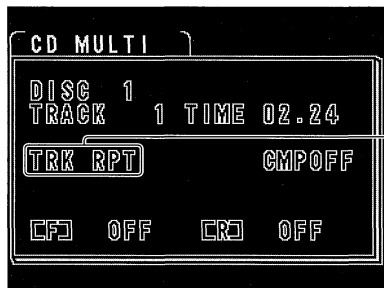 CD MULTI
DISC 1
TRACK 1 TIME 02.24
TRK RPT CMPOFF
[F] OFF [R] OFF